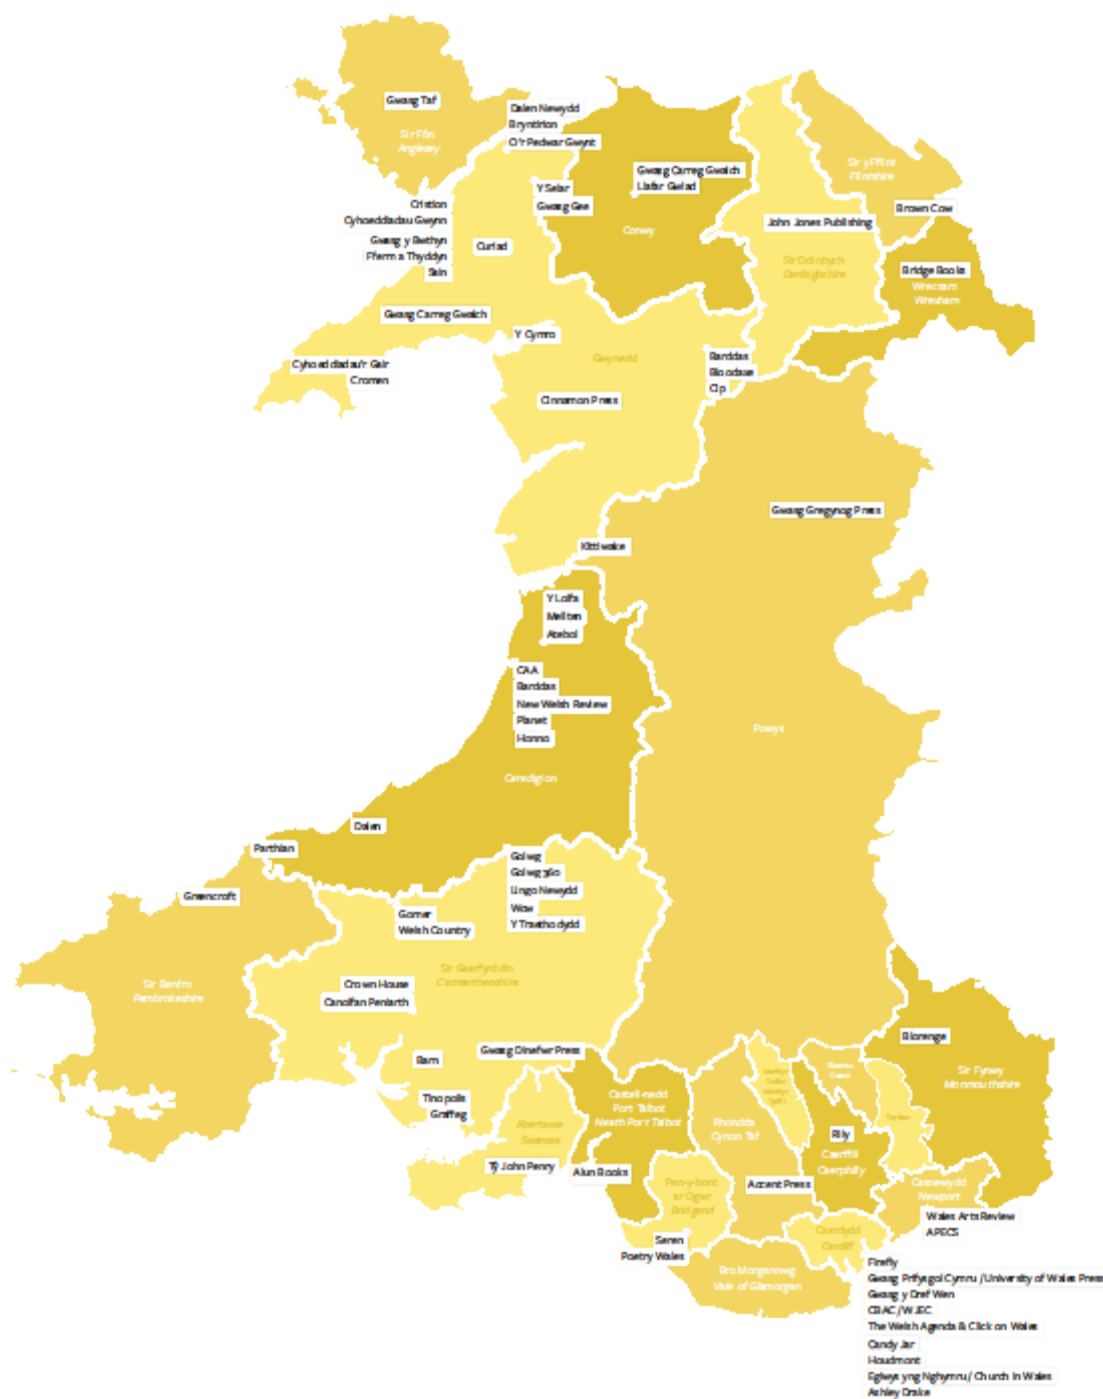 Gwasg Taf
Sir Fôn
Anglesey
Dalen Newydd
Bryntirion
O'r Pedwar Gwynt
Y Selar
Gwasg Gee
Gwasg Carreg Gwalch
Llafar Gwlad
Conwy
Sir y Fflint
Flintshire
Brown Cow
John Jones Publishing
Sir Ddinbych
Denbighshire
Bridge Books
Wrecsam
Wrexham
Cristion
Cyhoeddiadau Gwynn
Gwasg y Bwthyn
Fferm a Thyddyn
Sain
Curiad
Gwasg Carreg Gwalch
Y Cymro
Gwynedd
Cyhoeddiadau'r Gair
Cromen
Cinnamon Press
Barddas
Bloodaxe
Cip
Gwasg Gregynog Press
Kittiwake
Y Lolfa
Mellten
Atebol
CAA
Barddas
New Welsh Review
Planet
Honno
Powys
Ceredigion
Dalen
Parthian
Greencroft
Golwg
Golwg360
Lingo Newydd
Wcw
Y Traethodydd
Gomer
Welsh Country
Sir Gaerfyrddin
Carmarthenshire
Crown House
Canolfan Peniarth
Sir Benfro
Pembrokeshire
Barn
Gwasg Dinefwr Press
Tinopolis
Graffeg
Abertawe
Swansea
Tŷ John Penry
Castell-nedd
Port Talbot
Neath Port Talbot
Alun Books
Rhondda
Cynon Taf
Accent Press
Merthyr
Tudful
Merthyr
Tydfil
Blaenau
Gwent
Torfaen
Blorenge
Sir Fynwy
Monmouthshire
Rily
Caerffili
Caerphilly
Pen-y-bont
ar Ogwr
Bridgend
Seren
Poetry Wales
Casnewydd
Newport
Wales Arts Review
APECS
Caerdydd
Cardiff
Bro Morgannwg
Vale of Glamorgan
Firefly
Gwasg Prifysgol Cymru / University of Wales Press
Gwasg y Dref Wen
CBAC / WJEC
The Welsh Agenda & Click on Wales
Candy Jar
Houdmont
Eglwys yng Nghymru / Church in Wales
Ashley Drake